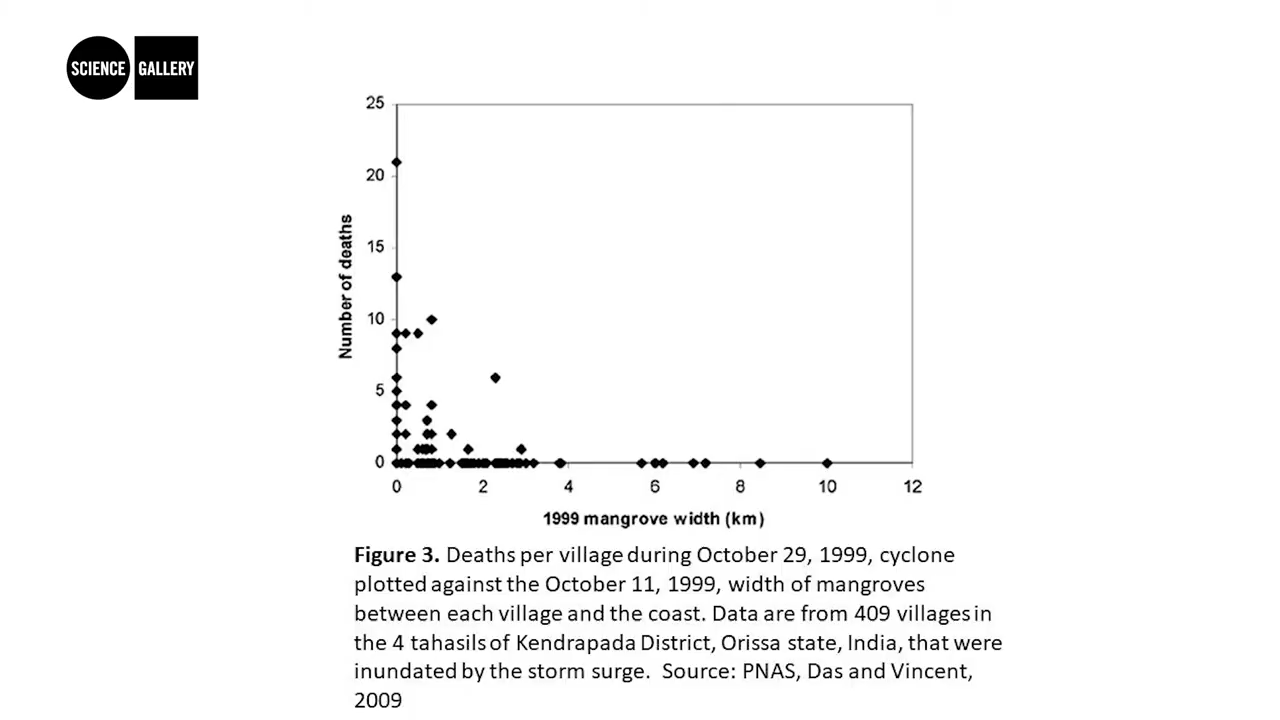 SCIENCE GALLERY
25
20
15
10
5
0
Number of deaths
0 2 4 6 8 10 12
1999 mangrove width (km)
Figure 3. Deaths per village during October 29, 1999, cyclone
plotted against the October 11, 1999, width of mangroves
between each village and the coast. Data are from 409 villages in
the 4 tahasils of Kendrapada District, Orissa state, India, that were
inundated by the storm surge. Source: PNAS, Das and Vincent,
2009